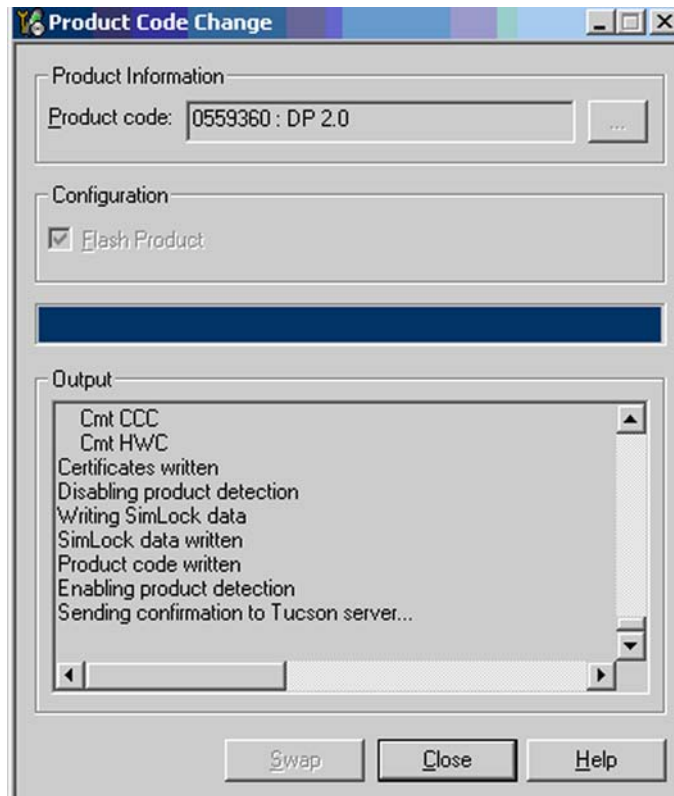 Product Code Change
Product Information
Product code: 0559360 : DP 2.0 ...
Configuration
Flash Product
Output
Cmt CCC
Cmt HWC
Certificates written
Disabling product detection
Writing SimLock data
SimLock data written
Product code written
Enabling product detection
Sending confirmation to Tucson server...
Swap Close Help